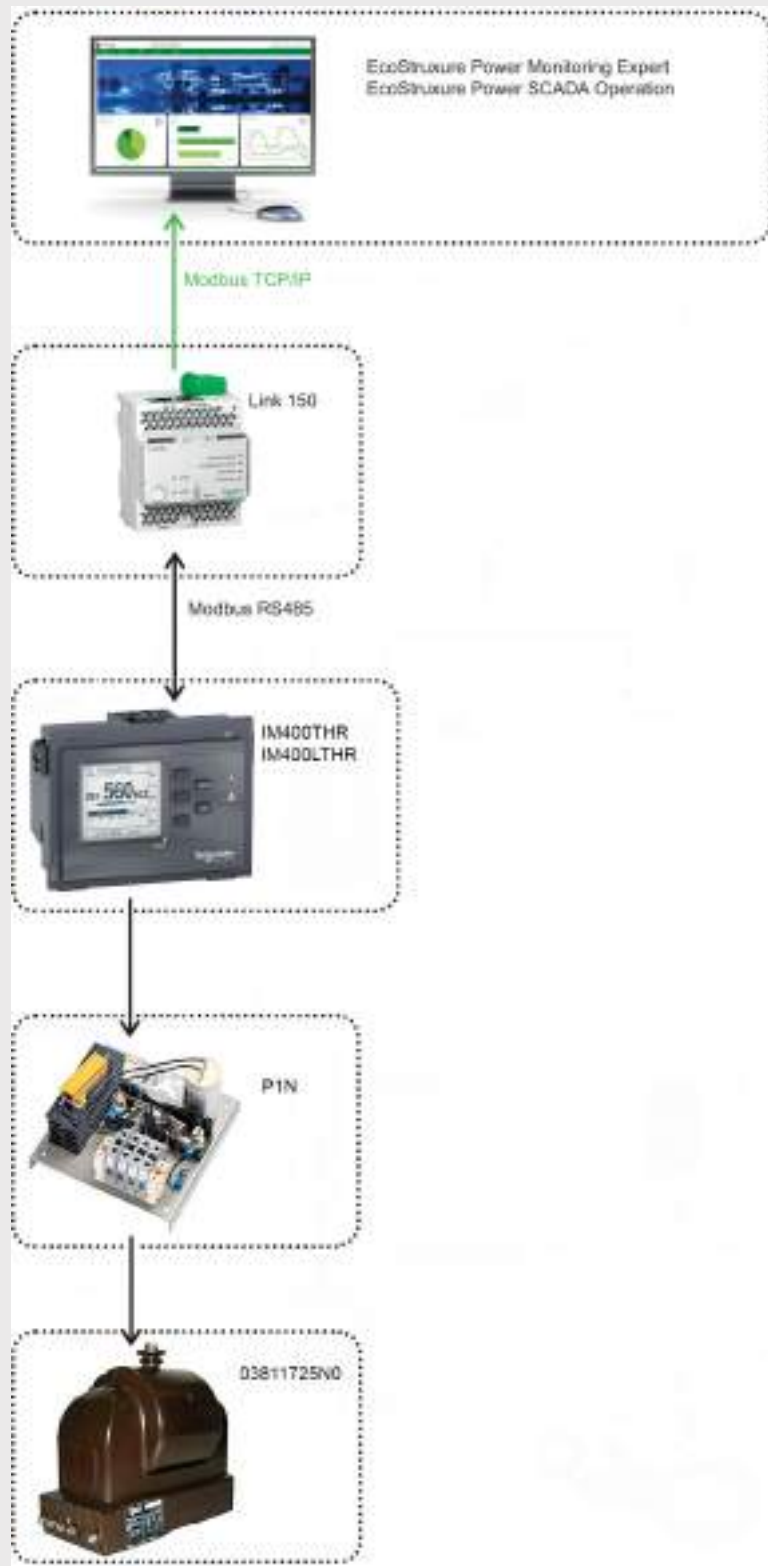 EcoStruxure Power Monitoring Expert
EcoStruxure Power SCADA Operation
Modbus TCP/IP
Link 150
Modbus RS485
IM400THR
IM400LTHR
560
P1N
03811725N0